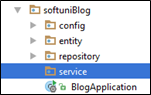 softuniBlog
config
entity
repository
service
BlogApplication